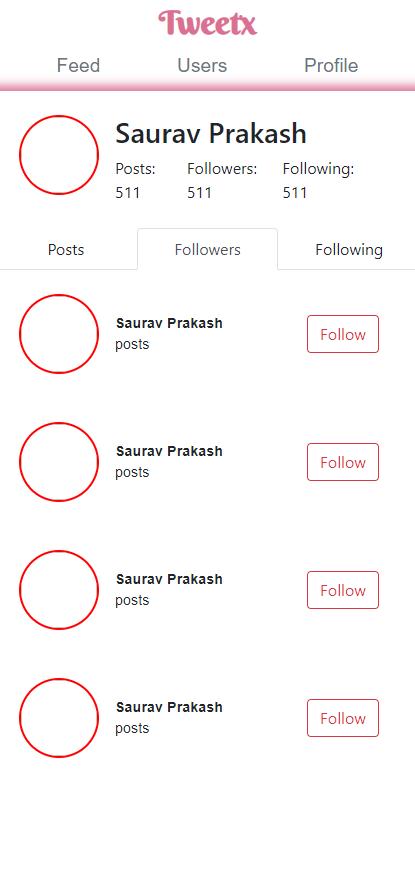 Tweetx
Feed Users Profile
Saurav Prakash
Posts: Followers: Following:
511 511 511
Posts Followers Following
Saurav Prakash
posts
Follow
Saurav Prakash
posts
Follow
Saurav Prakash
posts
Follow
Saurav Prakash
posts
Follow